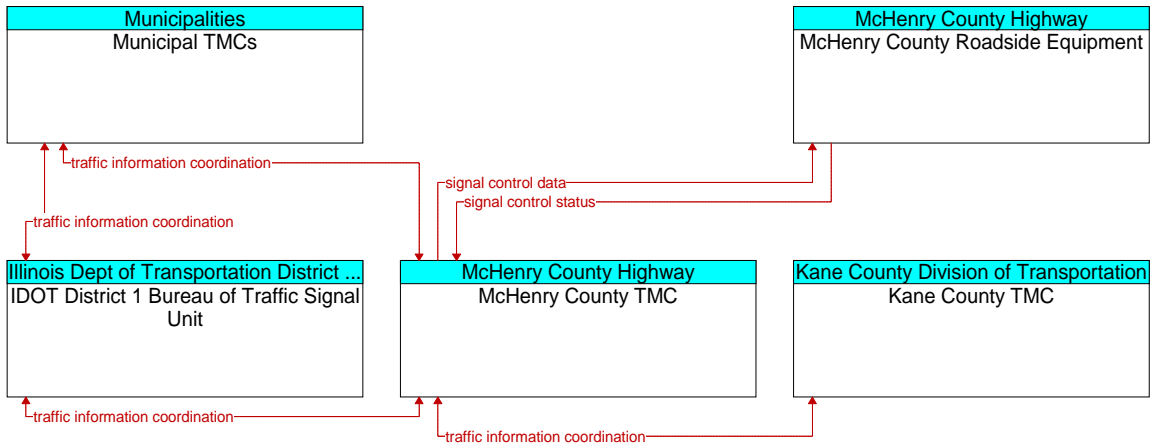 Municipalities
Municipal TMCs
McHenry County Highway
McHenry County Roadside Equipment
traffic information coordination
signal control data
signal control status
traffic information coordination
Illinois Dept of Transportation District ...
IDOT District 1 Bureau of Traffic Signal
Unit
McHenry County Highway
McHenry County TMC
Kane County Division of Transportation
Kane County TMC
traffic information coordination
traffic information coordination